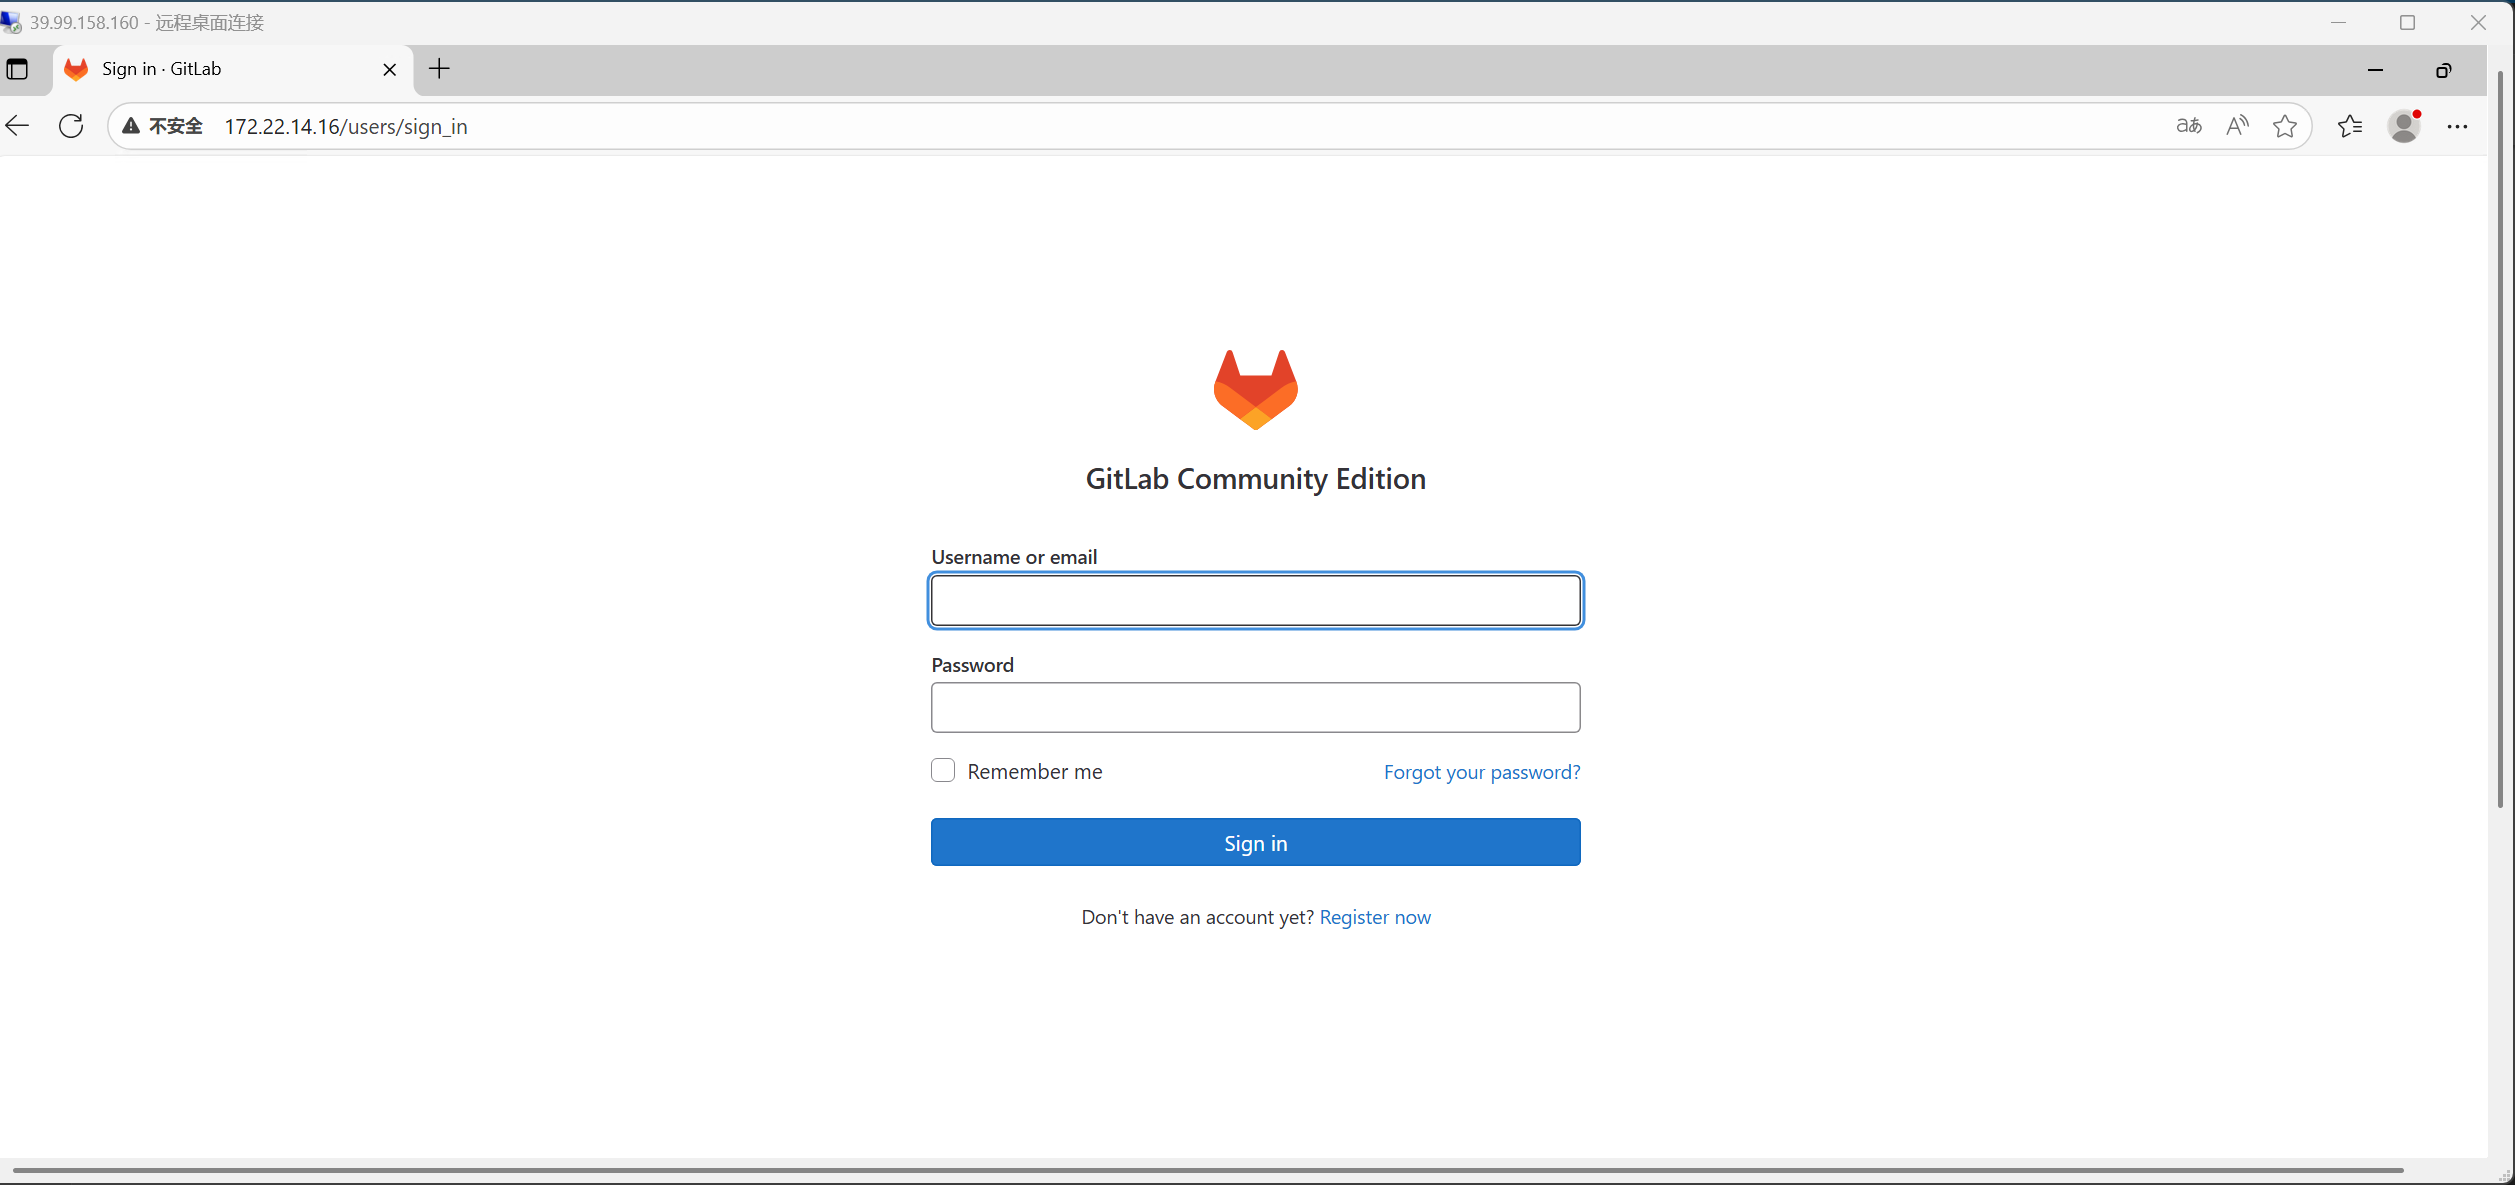 39.99.158.160 - 远程桌面连接
Sign in · GitLab
不安全 172.22.14.16/users/sign_in
GitLab Community Edition
Username or email
Password
Remember me
Forgot your password?
Sign in
Don't have an account yet? Register now